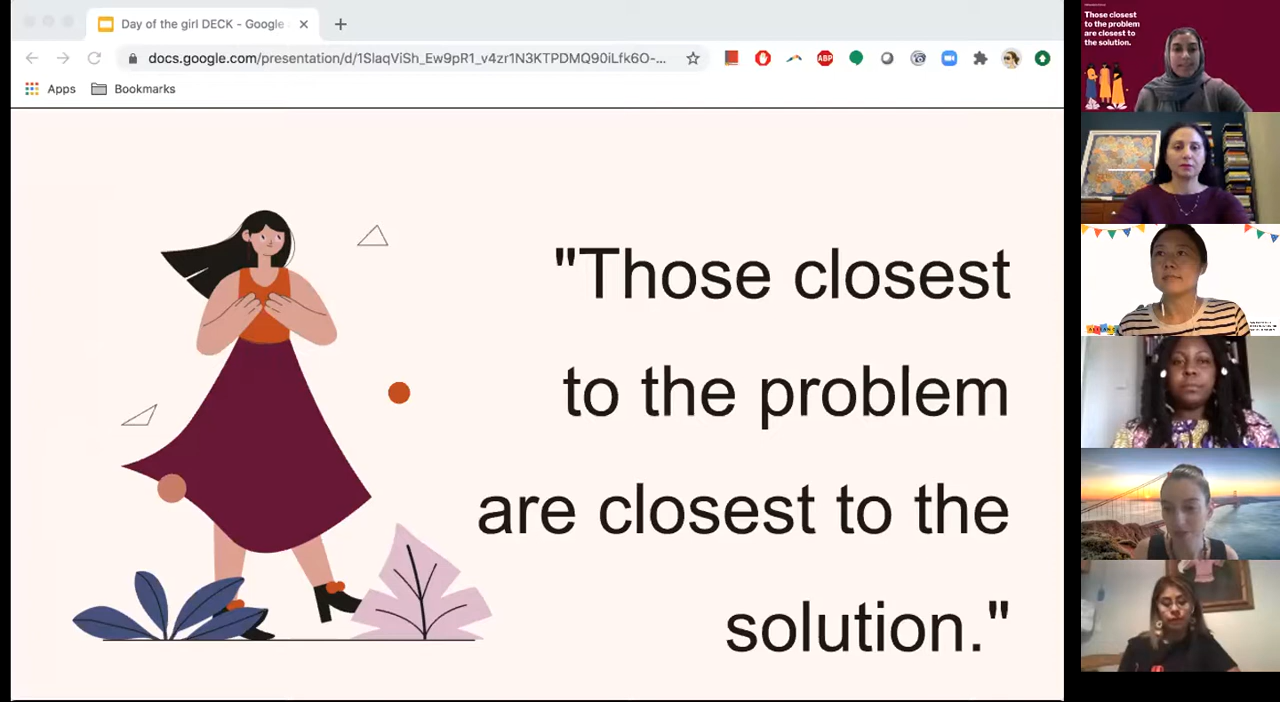 Day of the girl DECK - Google
docs.google.com/presentation/d/1SlaqViSh_Ew9pR1_v4zr1N3KTPDMQ90iLfk6O-...
ABP
Apps
Bookmarks
"Those closest
to the problem
are closest to the
solution."
Those closest
to the problem
are closest to
the solution.